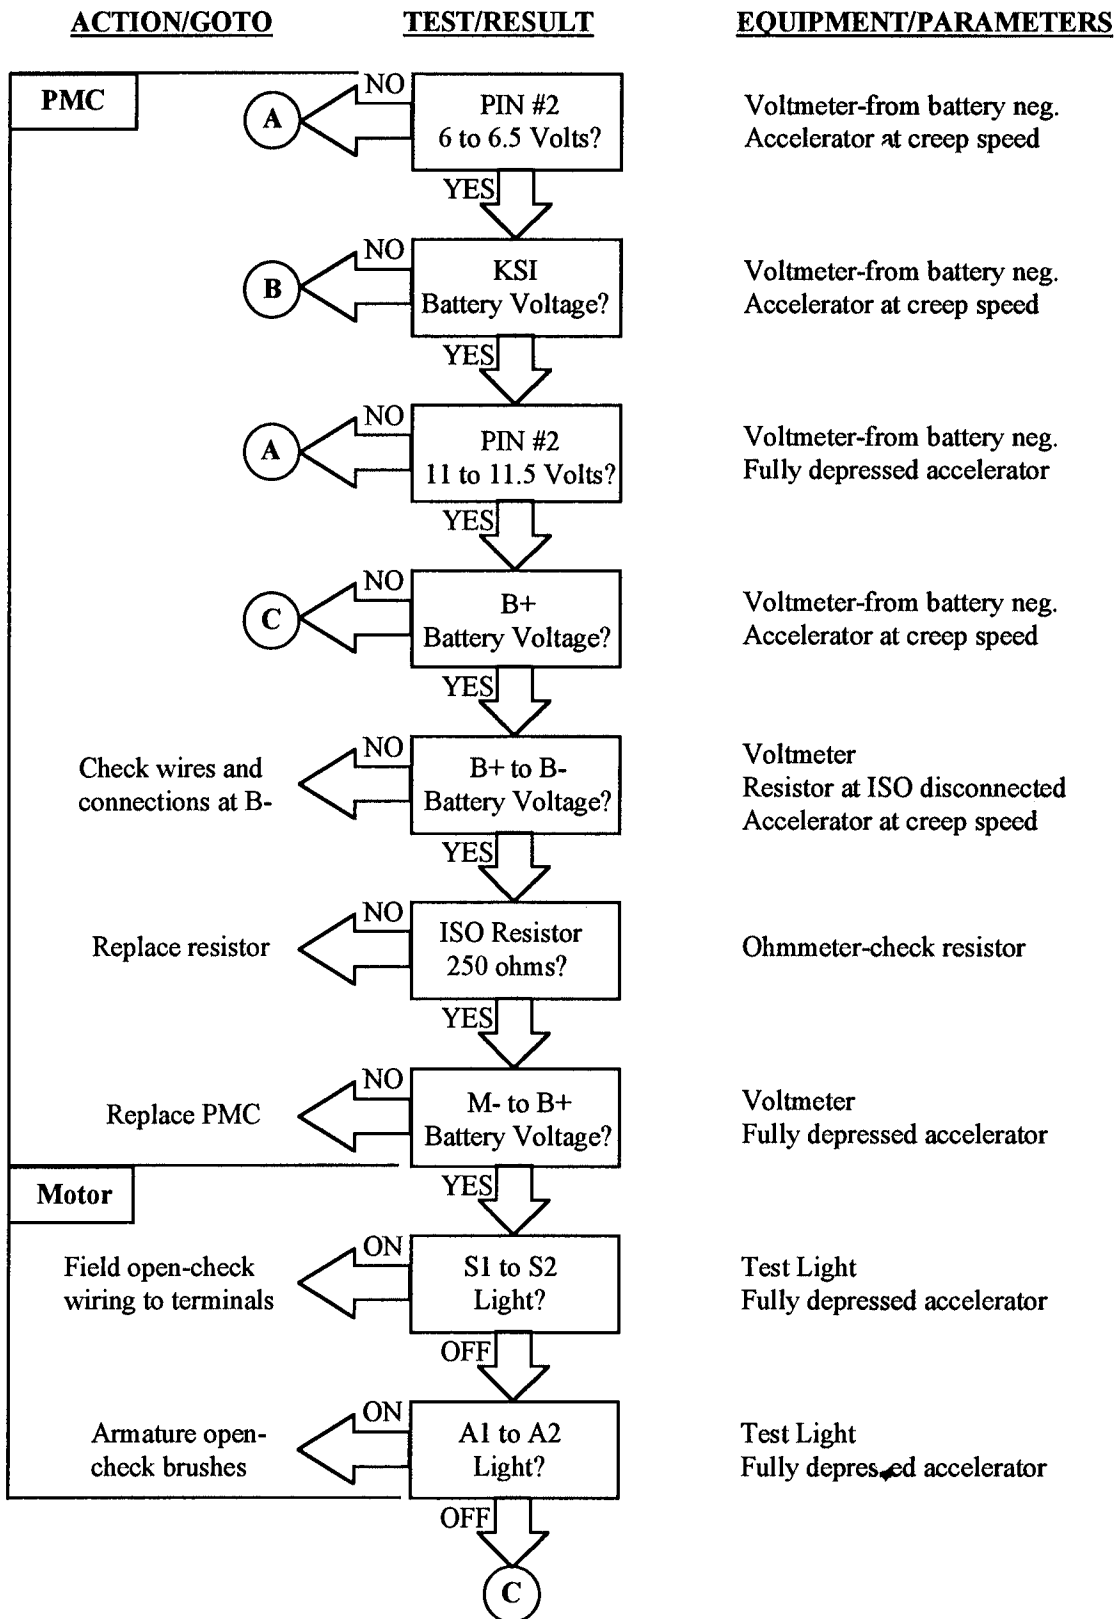 ACTION/GOTO TEST/RESULT EQUIPMENT/PARAMETERS
PMC
NO
A
PIN #2
6 to 6.5 Volts?
Voltmeter-from battery neg.
Accelerator at creep speed
YES
NO
B
KSI
Battery Voltage?
Voltmeter-from battery neg.
Accelerator at creep speed
YES
NO
A
PIN #2
11 to 11.5 Volts?
Voltmeter-from battery neg.
Fully depressed accelerator
YES
NO
C
B+
Battery Voltage?
Voltmeter-from battery neg.
Accelerator at creep speed
YES
NO
Check wires and
connections at B-
B+ to B-
Battery Voltage?
Voltmeter
Resistor at ISO disconnected
Accelerator at creep speed
YES
NO
Replace resistor
ISO Resistor
250 ohms?
Ohmmeter-check resistor
YES
NO
Replace PMC
M- to B+
Battery Voltage?
Voltmeter
Fully depressed accelerator
YES
Motor
ON
Field open-check
wiring to terminals
S1 to S2
Light?
Test Light
Fully depressed accelerator
OFF
ON
Armature open-
check brushes
A1 to A2
Light?
Test Light
Fully depressed accelerator
OFF
C